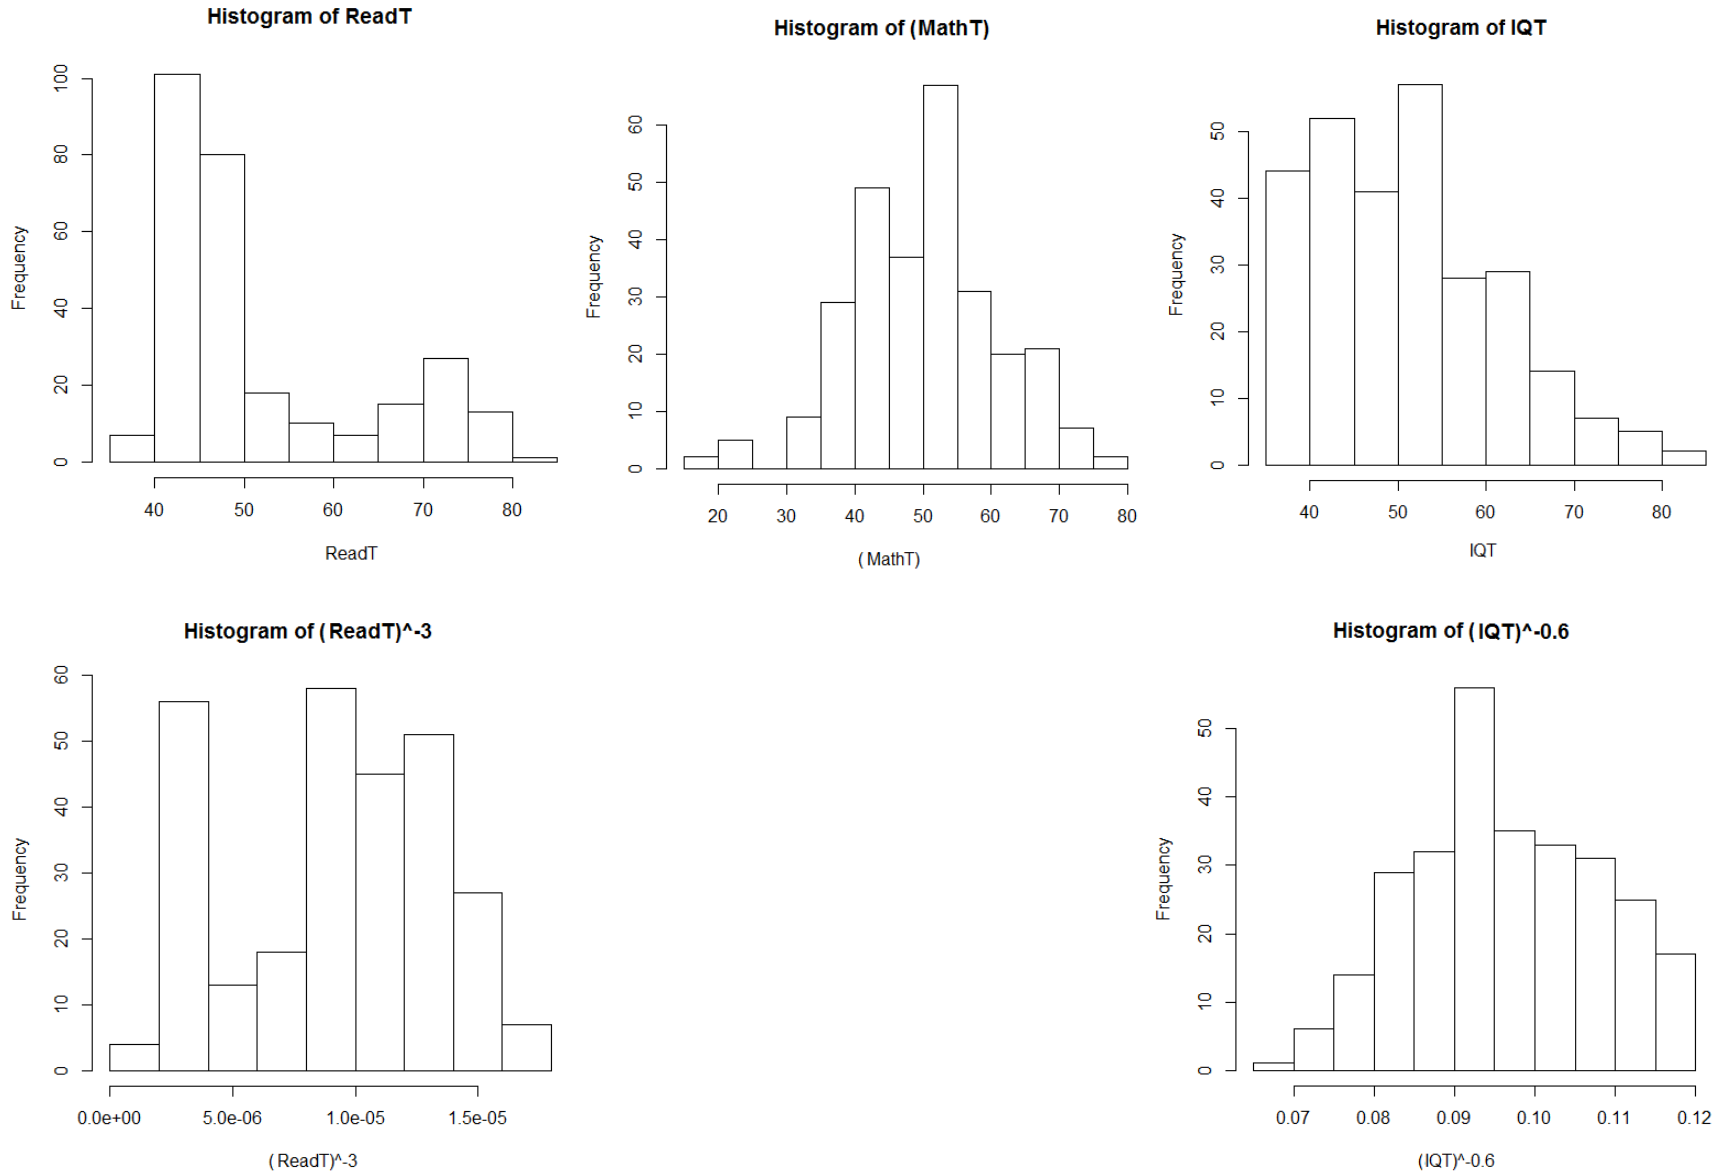 Histogram of ReadT
Frequency
0 20 40 60 80 100
40 50 60 70 80
ReadT
Histogram of (MathT)
Frequency
0 10 20 30 40 50 60
20 30 40 50 60 70 80
( MathT)
Histogram of IQT
Frequency
0 10 20 30 40 50
40 50 60 70 80
IQT
Histogram of ( ReadT)^-3
Frequency
0 10 20 30 40 50 60
0.0e+00 5.0e-06 1.0e-05 1.5e-05
( ReadT)^-3
Histogram of (IQT)^-0.6
Frequency
0 10 20 30 40 50
0.07 0.08 0.09 0.10 0.11 0.12
(IQT)^-0.6